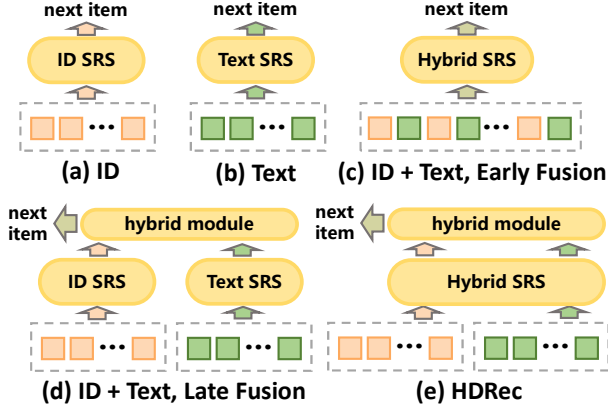 next item
next item
next item
ID SRS
Text SRS
Hybrid SRS
•••
•••
•••
(a) ID
(b) Text
(c) ID + Text, Early Fusion
next
item
hybrid module
next
item
hybrid module
ID SRS
Text SRS
Hybrid SRS
•••
•••
•••
•••
(d) ID + Text, Late Fusion
(e) HDRec